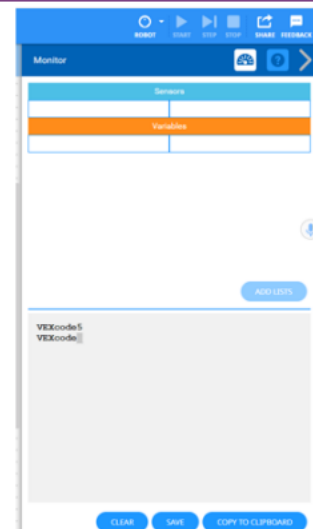 ROBOT START STEP STOP SHARE FEEDBACK
Monitor
Sensors
Variables
ADD LISTS
VEXcode5
VEXcode
CLEAR SAVE COPY TO CLIPBOARD